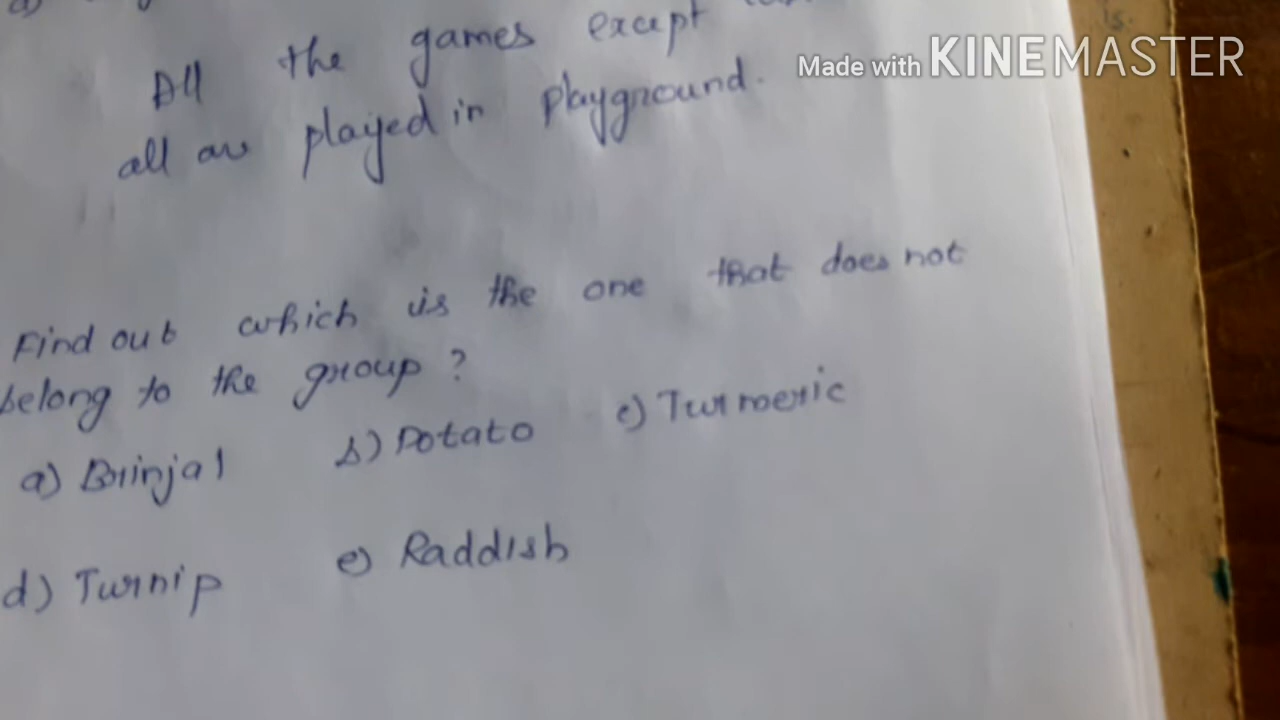 All the games except
Made with KINEMASTER
all are played in playground.
Find out which is the one that does not
belong to the group?
a) Brinjal b) Potato c) Turmeric
d) Turnip e) Raddish